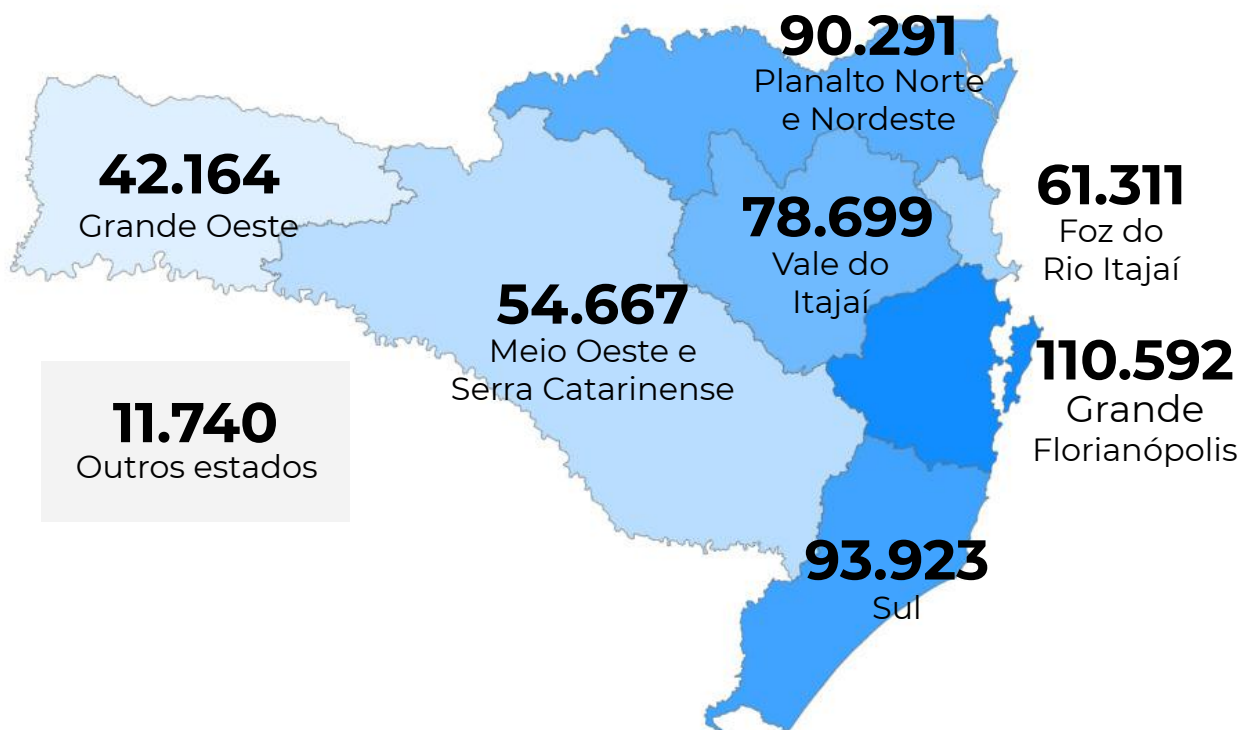 90.291
Planalto Norte
e Nordeste
42.164
Grande Oeste
61.311
Foz do
Rio Itajaí
78.699
Vale do
Itajaí
54.667
Meio Oeste e
Serra Catarinense
110.592
Grande
Florianópolis
11.740
Outros estados
93.923
Sul